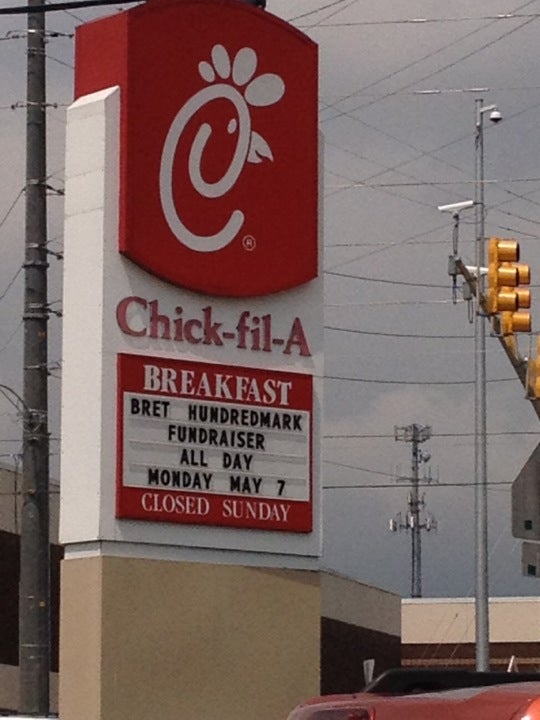 ®
Chick-fil-A
BREAKFAST
BRET HUNDREDMARK
FUNDRAISER
ALL DAY
MONDAY MAY 7
CLOSED SUNDAY